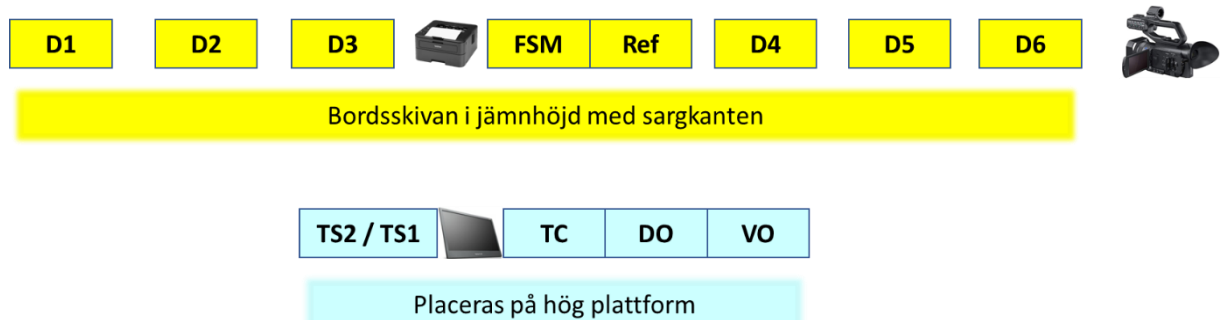 D1 D2 D3 FSM Ref D4 D5 D6
Bordsskivan i jämnhöjd med sargkanten
TS2 / TS1 TC DO VO
Placeras på hög plattform